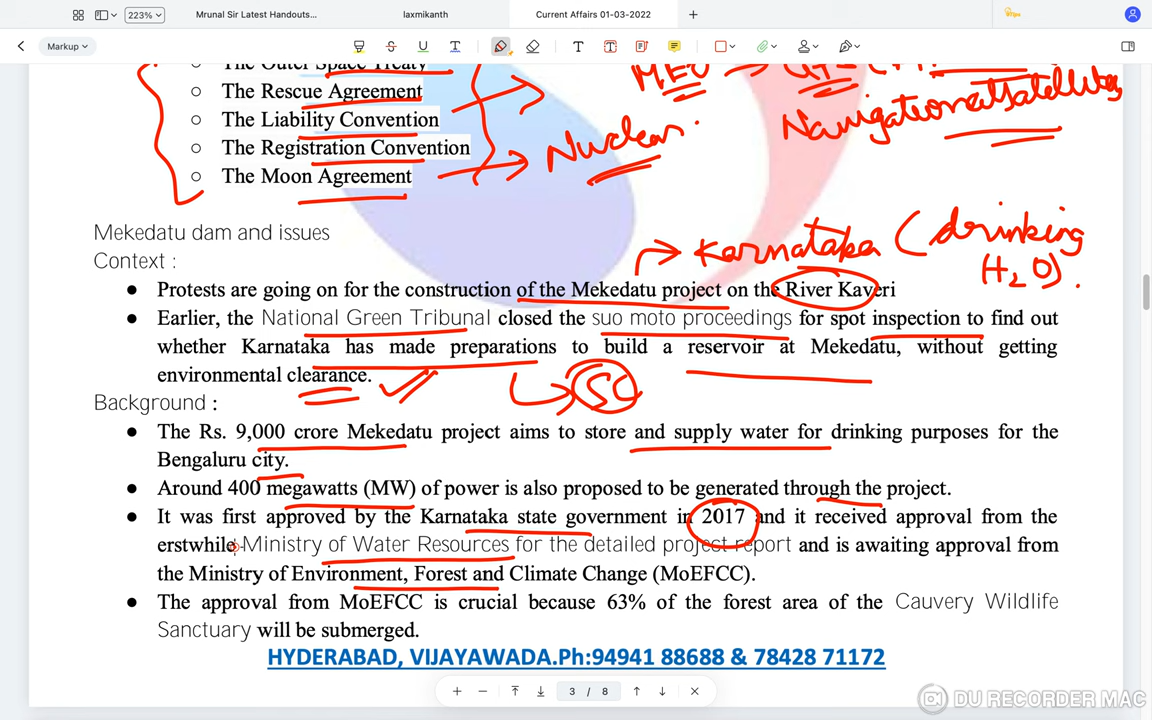 223%
Mrunal Sir Latest Handouts...
laxmikanth
Current Affairs 01-03-2022
Markup
The Outer Space Treaty
The Rescue Agreement
The Liability Convention
The Registration Convention
The Moon Agreement
MEO
Navigational Satellites
Nuclear
Mekedatu dam and issues
Karnataka (drinking
H2O).
Context :
Protests are going on for the construction of the Mekedatu project on the River Kaveri
Earlier, the National Green Tribunal closed the suo moto proceedings for spot inspection to find out
whether Karnataka has made preparations to build a reservoir at Mekedatu, without getting
environmental clearance.
SC
Background :
The Rs. 9,000 crore Mekedatu project aims to store and supply water for drinking purposes for the
Bengaluru city.
Around 400 megawatts (MW) of power is also proposed to be generated through the project.
It was first approved by the Karnataka state government in 2017 and it received approval from the
erstwhile Ministry of Water Resources for the detailed project report and is awaiting approval from
the Ministry of Environment, Forest and Climate Change (MoEFCC).
The approval from MoEFCC is crucial because 63% of the forest area of the Cauvery Wildlife
Sanctuary will be submerged.
HYDERABAD, VIJAYAWADA.Ph:94941 88688 & 78428 71172
3 / 8
DU RECORDER MAC